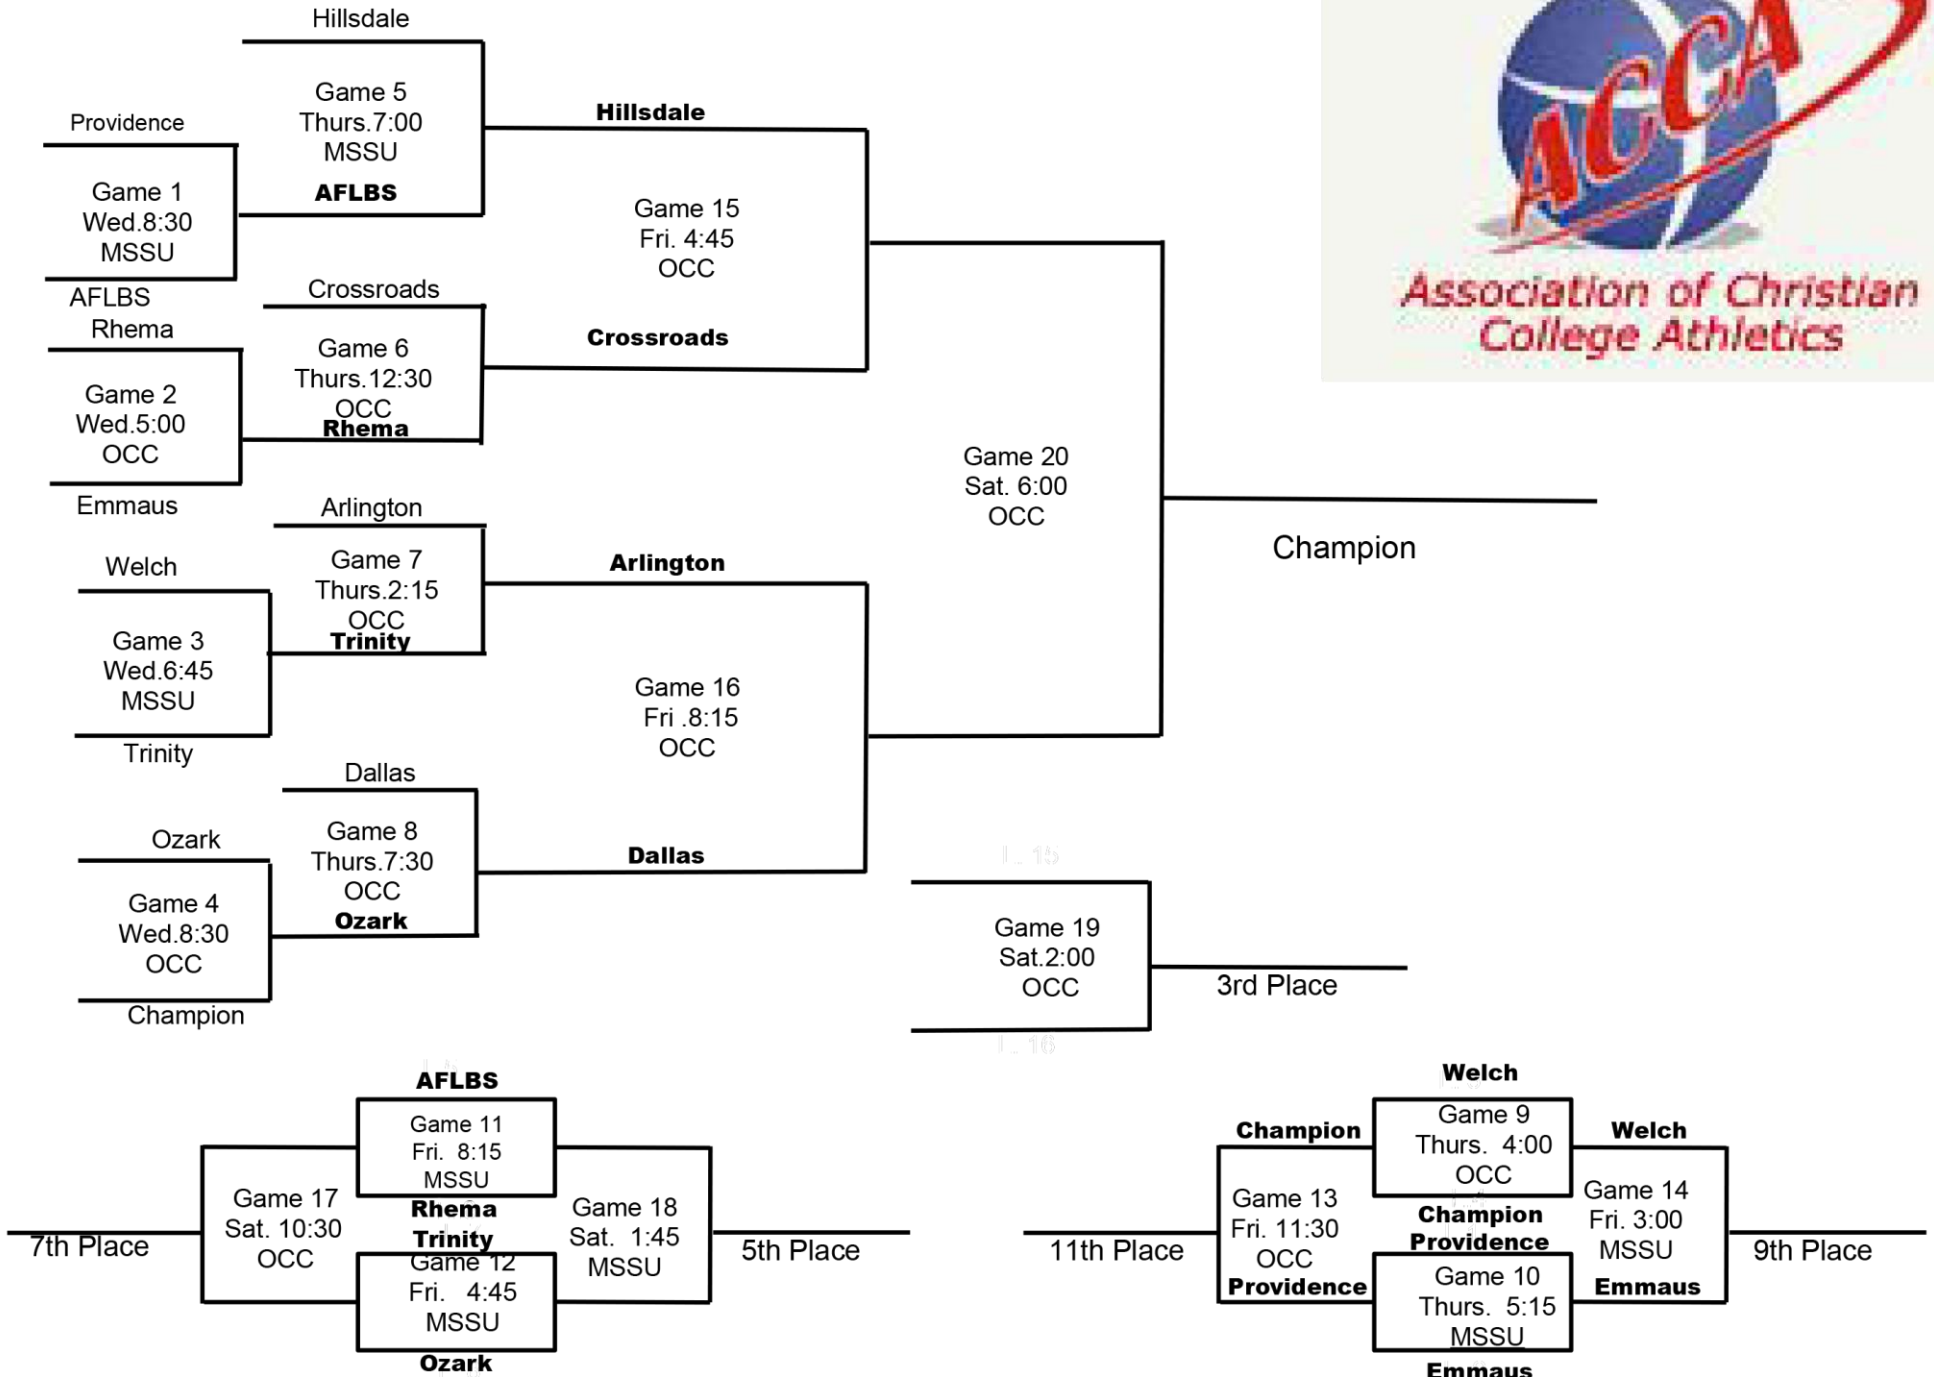 Hillsdale
Game 5
Thurs.7:00
MSSU
AFLBS
Providence
Game 1
Wed.8:30
MSSU
AFLBS
Rhema
Game 2
Wed.5:00
OCC
Emmaus
Crossroads
Game 6
Thurs.12:30
OCC
Rhema
Hillsdale
Game 15
Fri. 4:45
OCC
Crossroads
ACCA
Association of Christian
College Athletics
Arlington
Game 7
Thurs.2:15
OCC
Trinity
Welch
Game 3
Wed.6:45
MSSU
Trinity
Arlington
Game 16
Fri .8:15
OCC
Dallas
Dallas
Game 8
Thurs.7:30
OCC
Ozark
Ozark
Game 4
Wed.8:30
OCC
Champion
Game 20
Sat. 6:00
OCC
Champion
L. 15
Game 19
Sat.2:00
OCC
L. 16
3rd Place
AFLBS
Game 11
Fri. 8:15
MSSU
Rhema
Trinity
Game 12
Fri. 4:45
MSSU
Ozark
Game 17
Sat. 10:30
OCC
7th Place
Game 18
Sat. 1:45
MSSU
5th Place
Welch
Game 9
Thurs. 4:00
OCC
Champion
Providence
Game 10
Thurs. 5:15
MSSU
Emmaus
Champion
Game 13
Fri. 11:30
OCC
Providence
11th Place
Welch
Game 14
Fri. 3:00
MSSU
Emmaus
9th Place